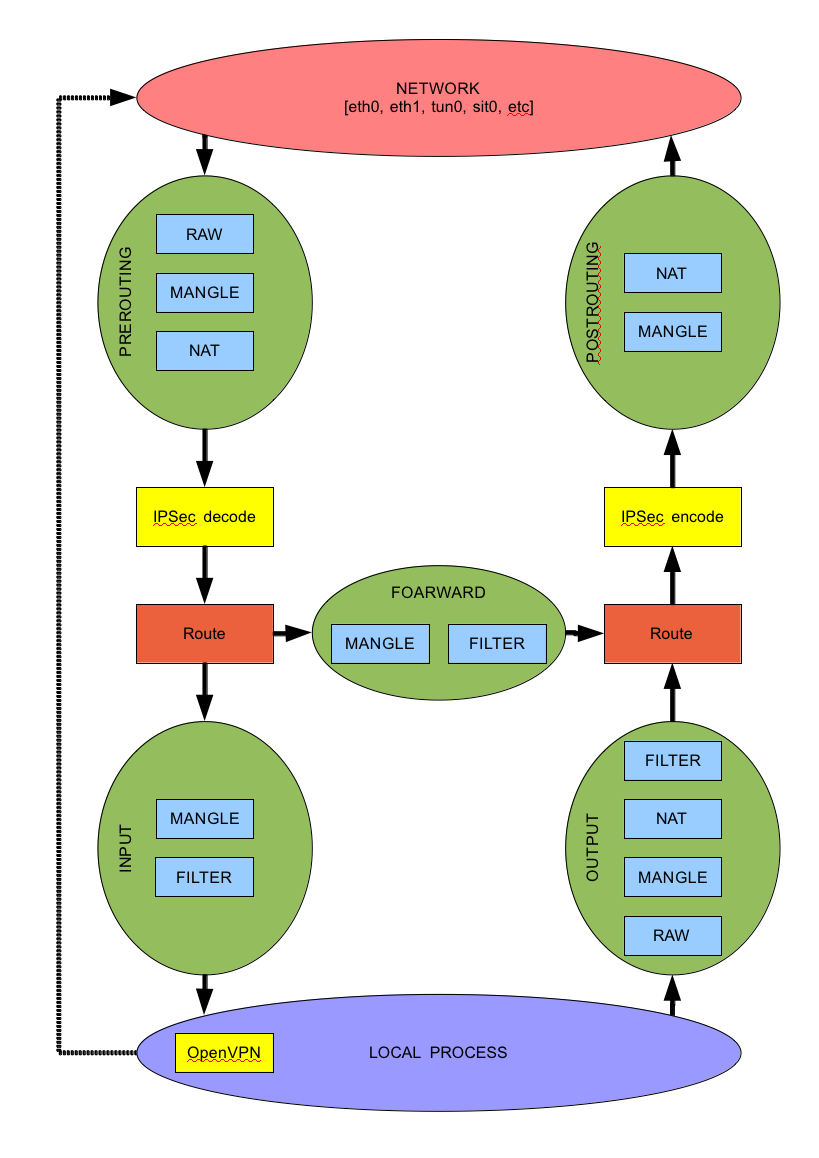 NETWORK
[eth0, eth1, tun0, sit0, etc]
PREROUTING
RAW
MANGLE
NAT
POSTROUTING
NAT
MANGLE
IPSec decode
IPSec encode
Route
FOARWARD
MANGLE
FILTER
Route
INPUT
MANGLE
FILTER
OUTPUT
FILTER
NAT
MANGLE
RAW
OpenVPN
LOCAL PROCESS